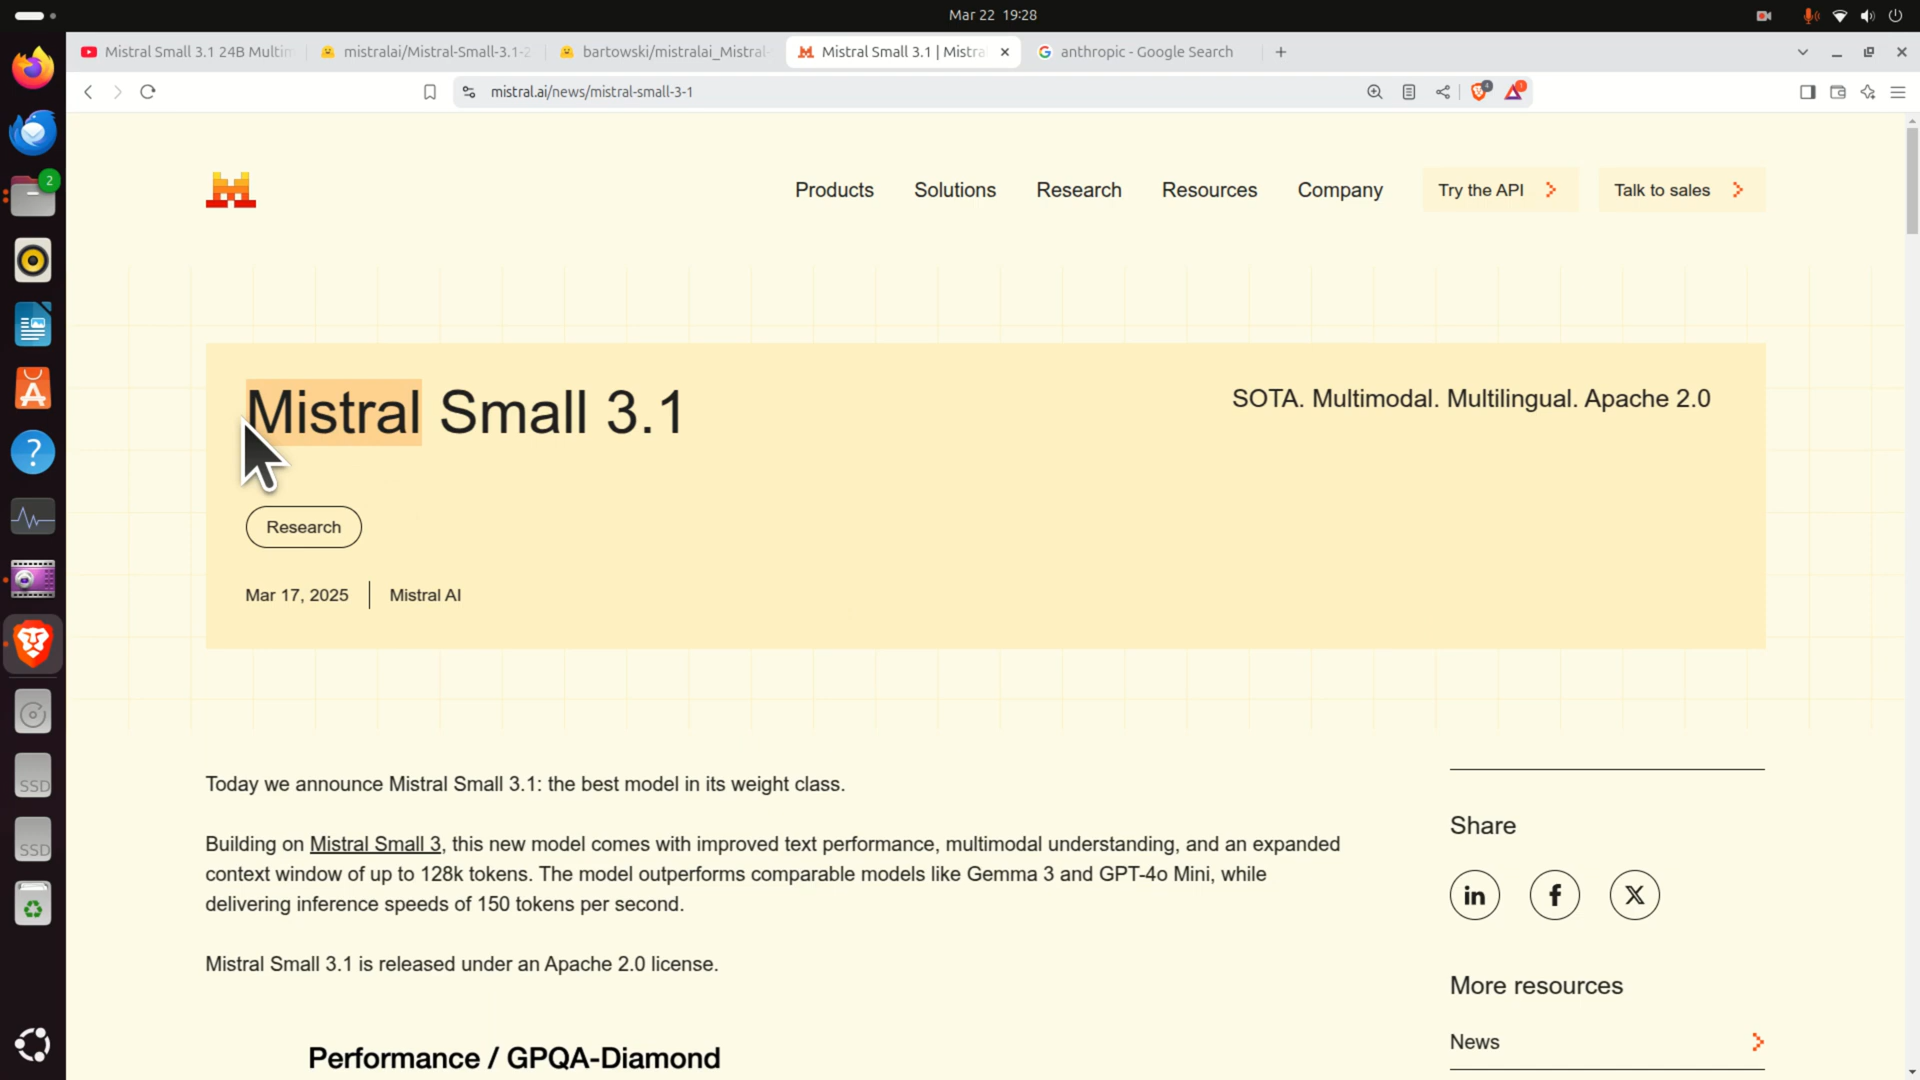 Mar 22 19:28
Mistral Small 3.1 24B Multim
mistralai/Mistral-Small-3.1-2
bartowski/mistralai_Mistral-
Mistral Small 3.1 | Mistra
anthropic - Google Search
mistral.ai/news/mistral-small-3-1
4
1
2
Products
Solutions
Research
Resources
Company
Try the API
Talk to sales
Mistral Small 3.1
SOTA. Multimodal. Multilingual. Apache 2.0
Research
Mar 17, 2025
Mistral AI
SSD
SSD
Today we announce Mistral Small 3.1: the best model in its weight class.
Building on Mistral Small 3, this new model comes with improved text performance, multimodal understanding, and an expanded
context window of up to 128k tokens. The model outperforms comparable models like Gemma 3 and GPT-4o Mini, while
delivering inference speeds of 150 tokens per second.
Mistral Small 3.1 is released under an Apache 2.0 license.
Performance / GPQA-Diamond
Share
in
f
X
More resources
News